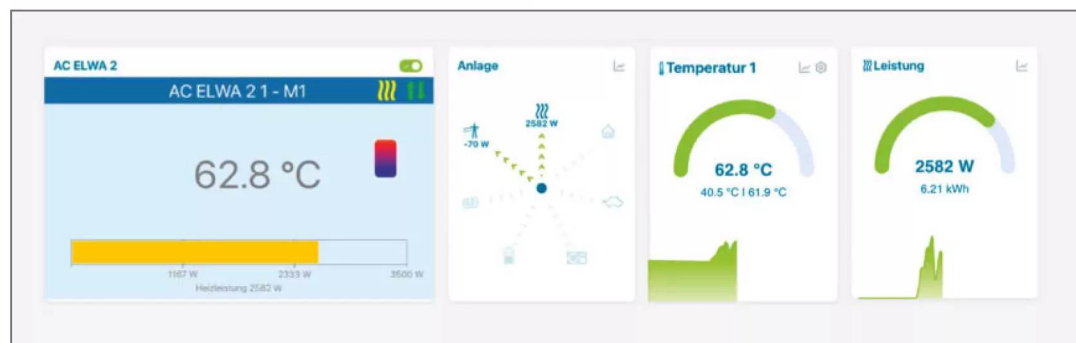 AC ELWA 2
AC ELWA 2 1 - M1
62.8 °C
1167 W 2333 W 3500 W
Heizleistung 2582 W
Anlage
2582 W
-70 W
Temperatur 1
62.8 °C
40.5 °C I 61.9 °C
Leistung
2582 W
6.21 kWh